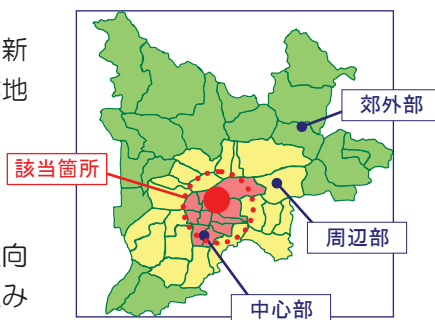 新
地
郊外部
該当箇所
周辺部
向
み
中心部